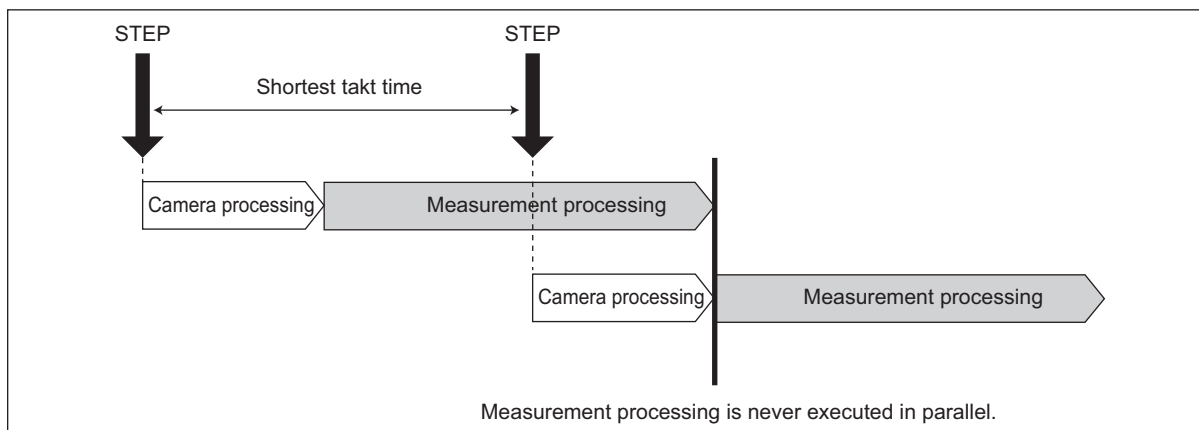 STEP
STEP
Shortest takt time
Camera processing
Measurement processing
Camera processing
Measurement processing
Measurement processing is never executed in parallel.